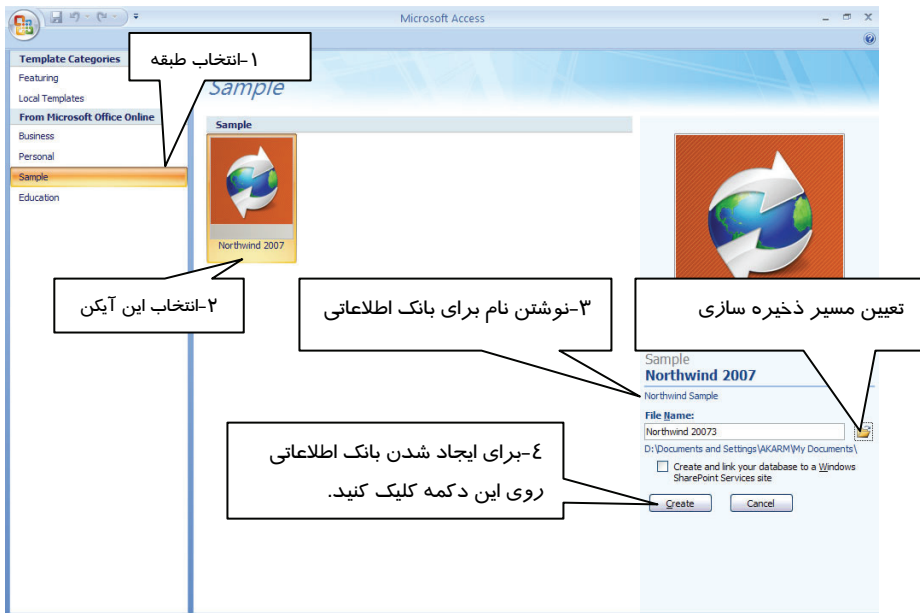 Microsoft Access
Template Categories
Featuring
Local Templates
From Microsoft Office Online
Business
Personal
Sample
Education
۱-انتخاب طبقه
Sample
Sample
Northwind 2007
۲-انتخاب این آیکن
۳-نوشتن نام برای بانک اطلاعاتی
تعیین مسیر ذخیره سازی
Sample
Northwind 2007
Northwind Sample
File Name:
Northwind 20073
D:\Documents and Settings\AKARM\My Documents\
Create and link your database to a Windows
SharePoint Services site
Create
Cancel
٤-برای ایجاد شدن بانک اطلاعاتی
روی این دکمه کلیک کنید.